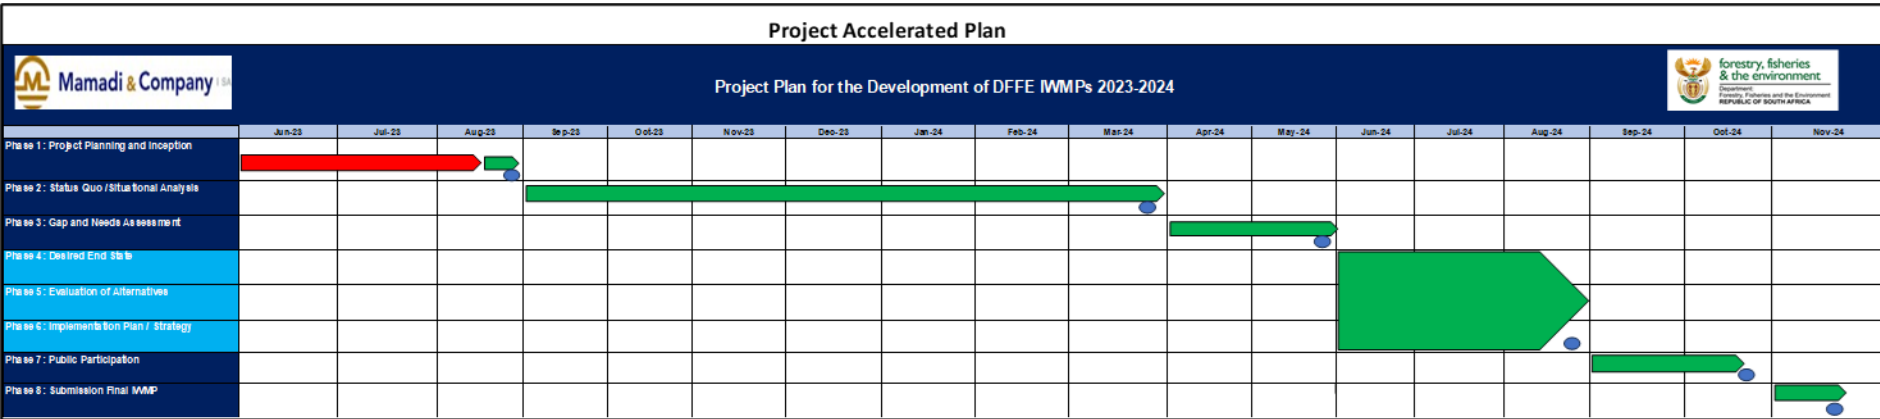 Project Accelerated Plan
Mamadi & Company | SA
Project Plan for the Development of DFFE IWMPs 2023-2024
forestry, fisheries
& the environment
Department:
Forestry, Fisheries and the Environment
REPUBLIC OF SOUTH AFRICA
Jun-23 Jul-23 Aug-23 Sep-23 Oct-23 Nov-23 Dec-23 Jan-24 Feb-24 Mar-24 Apr-24 May-24 Jun-24 Jul-24 Aug-24 Sep-24 Oct-24 Nov-24
Phase 1: Project Planning and Inception
Phase 2: Status Quo /Situational Analysis
Phase 3: Gap and Needs Assessment
Phase 4: Desired End State
Phase 5: Evaluation of Alternatives
Phase 6: Implementation Plan / Strategy
Phase 7: Public Participation
Phase 8: Submission Final IWMP